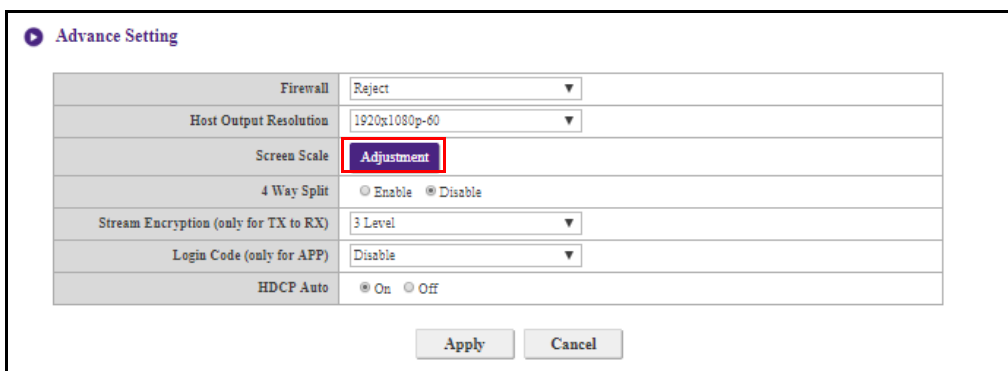 Advance Setting
Firewall Reject
Host Output Resolution 1920x1080p-60
Screen Scale Adjustment
4 Way Split Enable Disable
Stream Encryption (only for TX to RX) 3 Level
Login Code (only for APP) Disable
HDCP Auto On Off
Apply Cancel